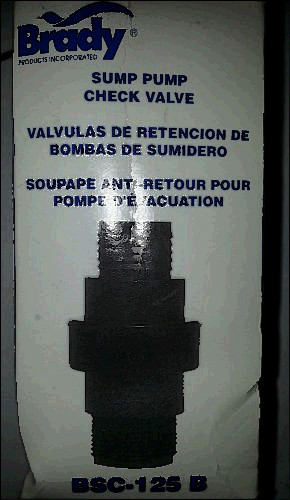 Brady®
PRODUCTS INCORPORATED
SUMP PUMP
CHECK VALVE
VALVULAS DE RETENCION DE
BOMBAS DE SUMIDERO
SOUPAPE ANTI-RETOUR POUR
POMPE D'ÉVACUATION
BSC-125 B